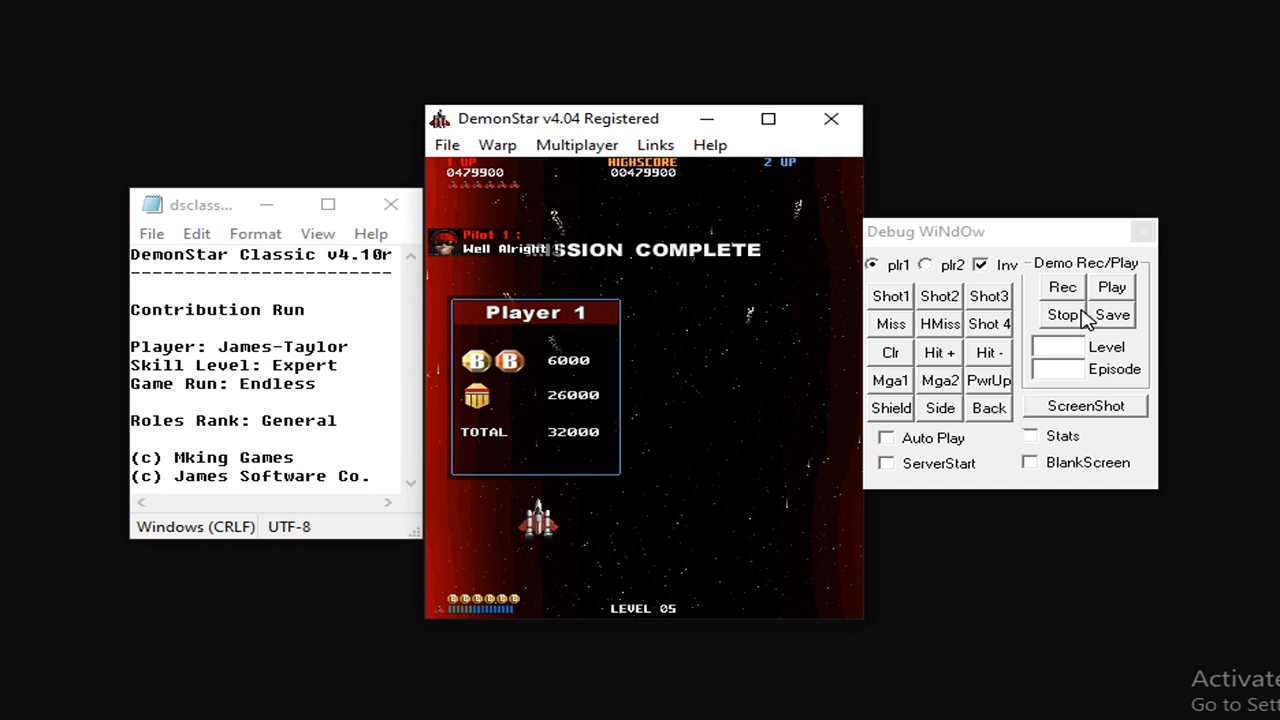 dsclass...
File Edit Format View Help
DemonStar Classic v4.10r
------------------------
Contribution Run
Player: James-Taylor
Skill Level: Expert
Game Run: Endless
Roles Rank: General
(c) Mking Games
(c) James Software Co.
Windows (CRLF) UTF-8
DemonStar v4.04 Registered
File Warp Multiplayer Links Help
1 UP HIGHSCORE 2 UP
0479900 00479900
Pilot 1 :
Well Alright !
SSION COMPLETE
Player 1
B B 6000
26000
TOTAL 32000
LEVEL 05
Debug WiNdOw
plr1 plr2 Inv
Shot1 Shot2 Shot3
Miss HMiss Shot 4
Clr Hit + Hit -
Mga1 Mga2 PwrUp
Shield Side Back
Auto Play
ServerStart
Demo Rec/Play
Rec Play
Stop Save
Level
Episode
ScreenShot
Stats
BlankScreen
Activate
Go to Sett